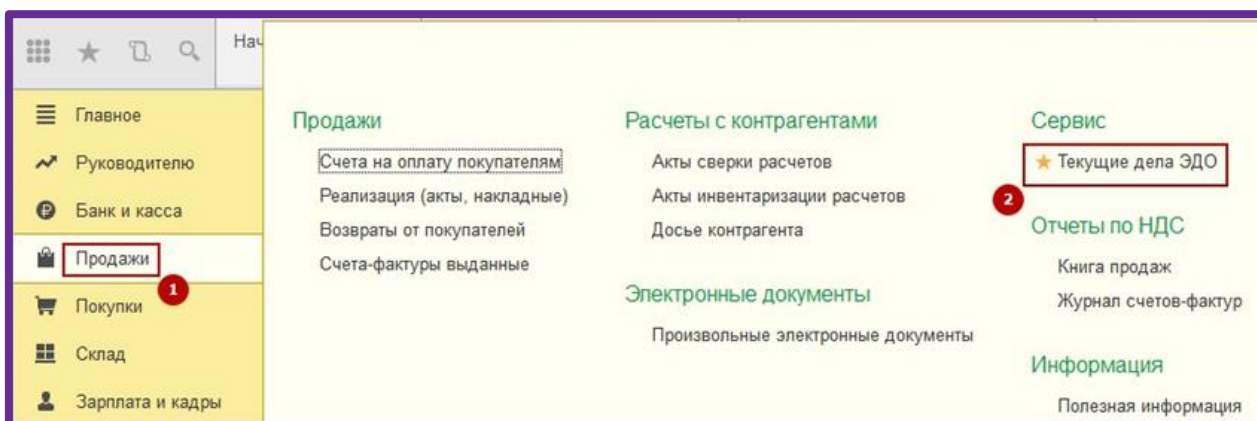 Нач
Главное
Руководителю
Банк и касса
Продажи
1
Покупки
Склад
Зарплата и кадры
Продажи
Счета на оплату покупателям
Реализация (акты, накладные)
Возвраты от покупателей
Счета-фактуры выданные
Расчеты с контрагентами
Акты сверки расчетов
Акты инвентаризации расчетов
Досье контрагента
Электронные документы
Произвольные электронные документы
Сервис
Текущие дела ЭДО
2
Отчеты по НДС
Книга продаж
Журнал счетов-фактур
Информация
Полезная информация